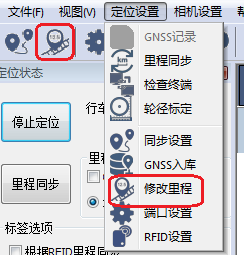 文件(F) 视图(V) 定位设置 相机设置
GNSS记录
里程同步
检查终端
轮径标定
同步设置
GNSS入库
修改里程
端口设置
RFID设置
定位状态
停止定位
行车
里程同步
标签选项
根据RFID里程同